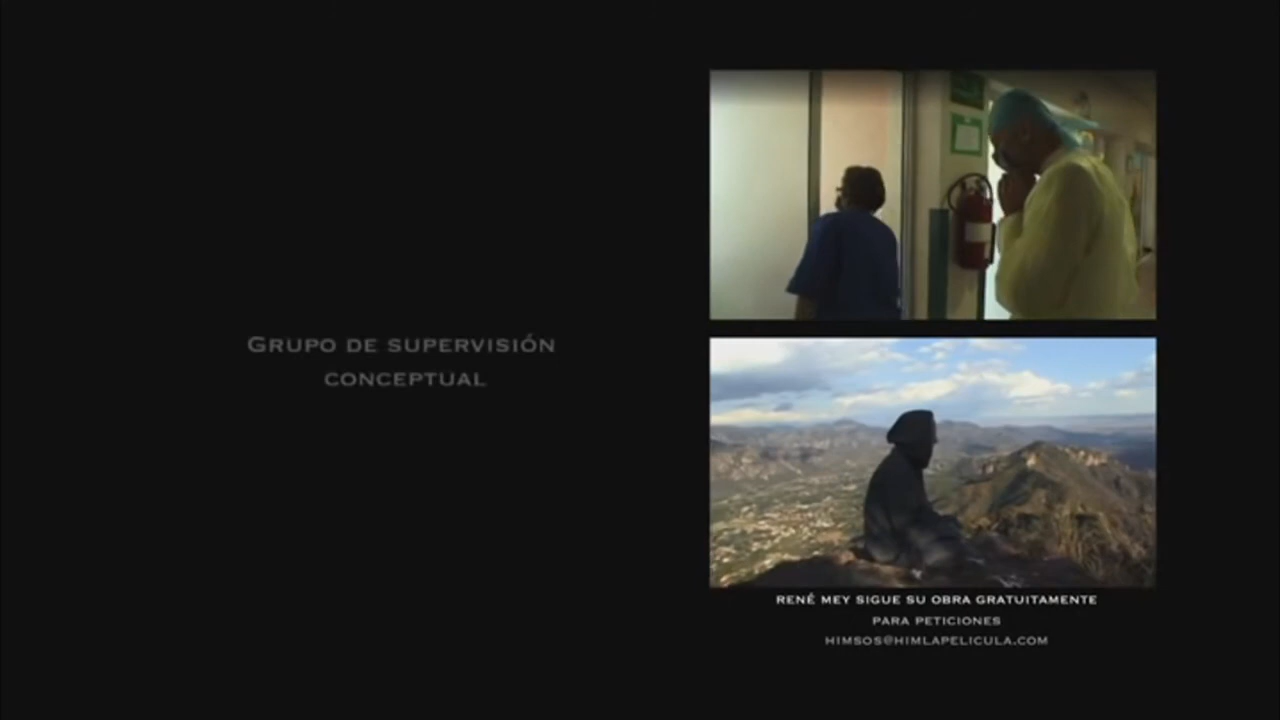 GRUPO DE SUPERVISIÓN
CONCEPTUAL
RENÉ MEY SIGUE SU OBRA GRATUITAMENTE
PARA PETICIONES
HIMSOS@HIMLAPELICULA.COM